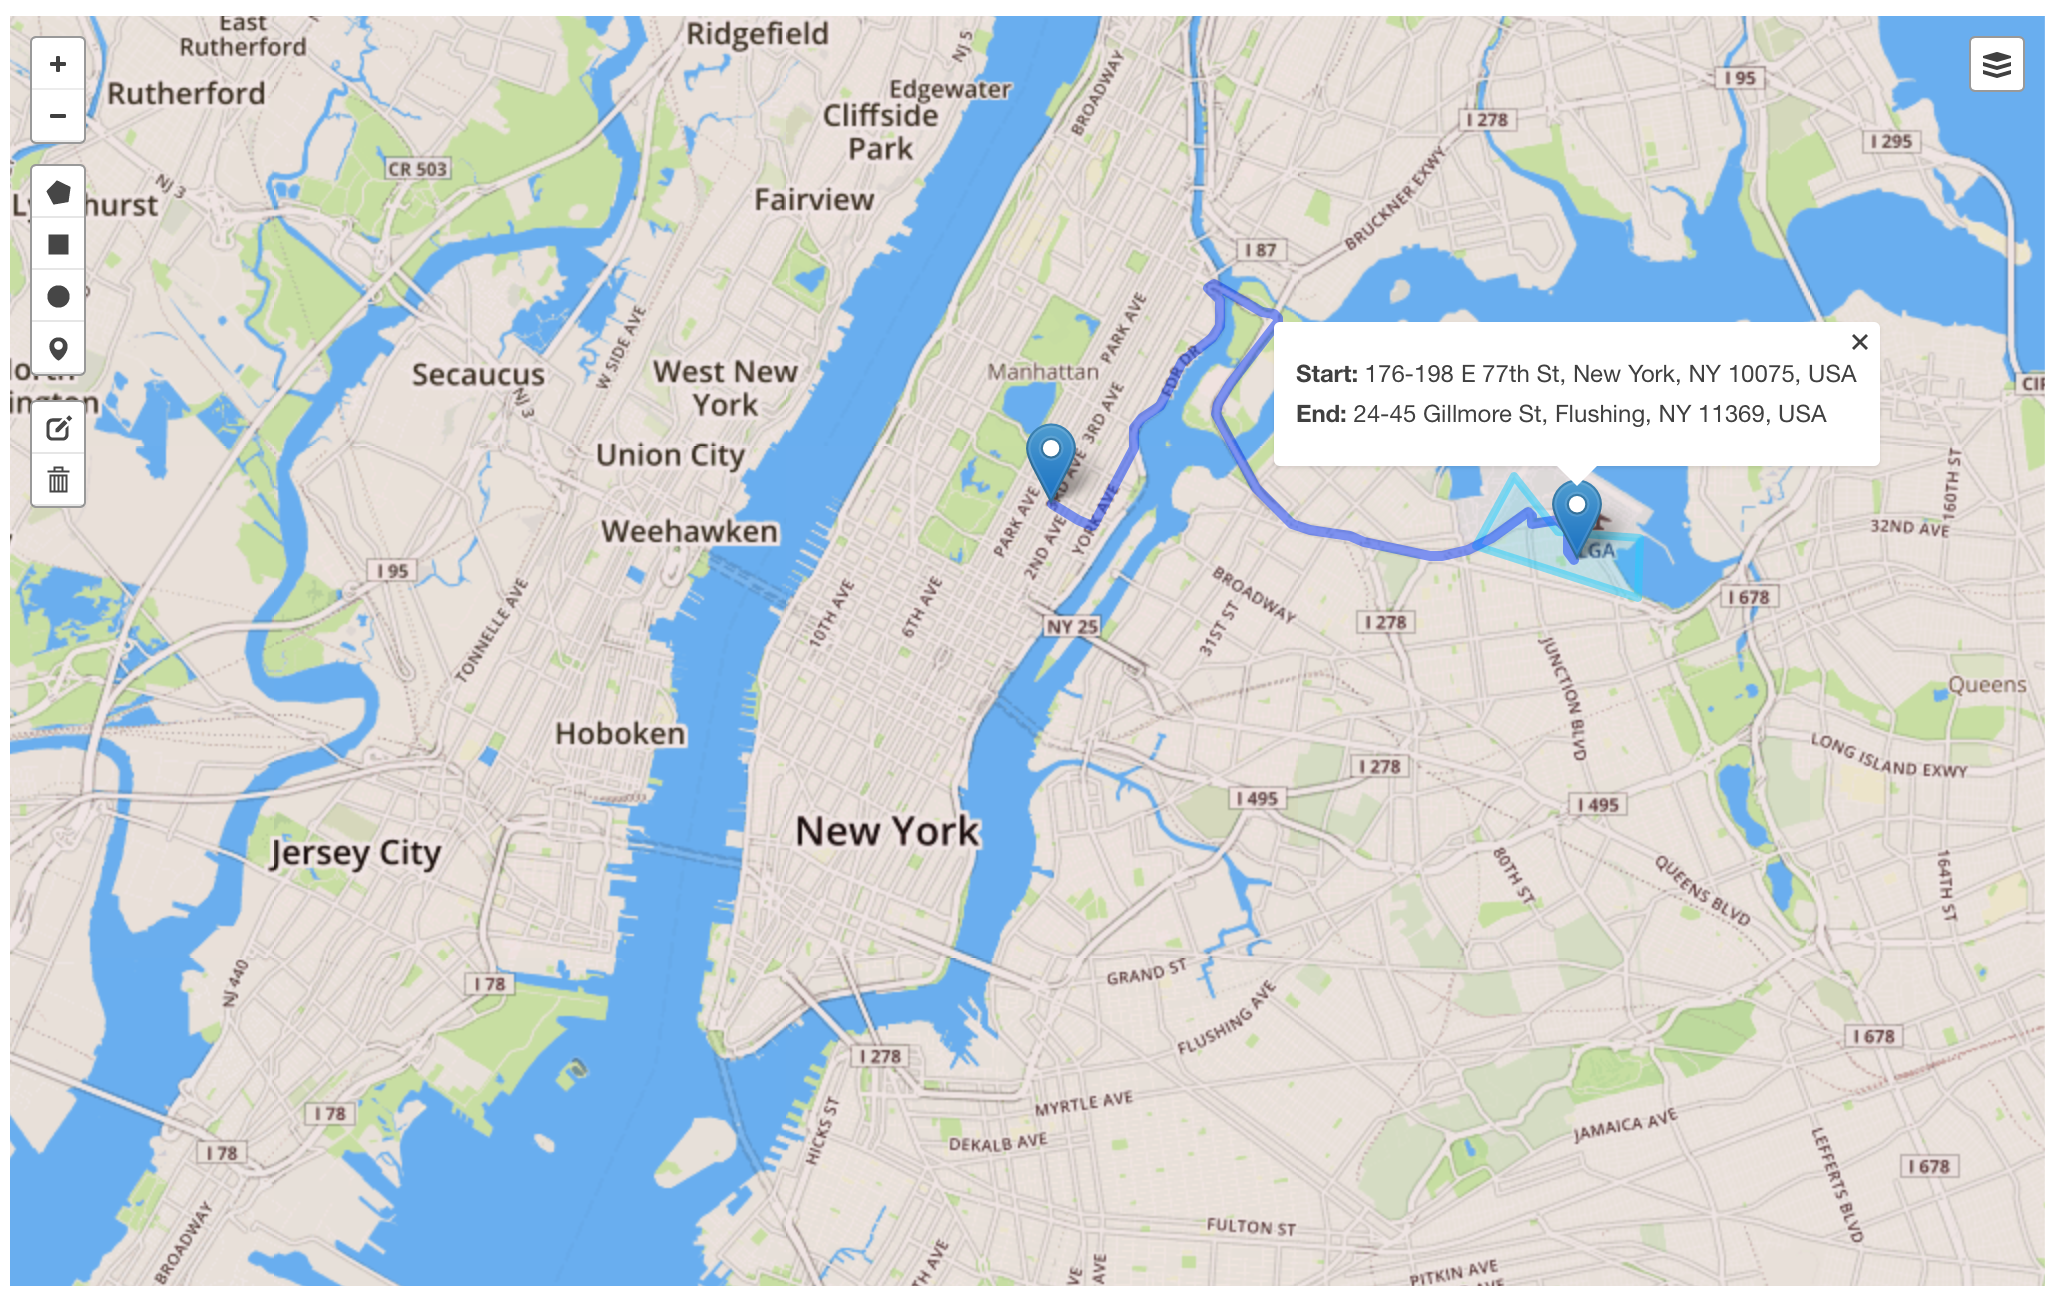 East
Rutherford
Rutherford
Ridgefield
NJ 5
Edgewater
Cliffside
Park
BROADWAY
I 95
I 278
I 295
CR 503
NJ 3
hurst
Fairview
BRUCKNER EXWY
I 87
Secaucus
NJ 3
W SIDE AVE
West New
York
Manhattan
PARK AVE
FDR DR
3RD AVE
Start: 176-198 E 77th St, New York, NY 10075, USA
End: 24-45 Gillmore St, Flushing, NY 11369, USA
Union City
Weehawken
PARK AVE
2ND AVE
3RD AVE
YORK AVE
LGA
160TH ST
32ND AVE
I 95
TONNELLE AVE
10TH AVE
6TH AVE
NY 25
BROADWAY
31ST ST
I 278
I 678
JUNCTION BLVD
Queens
Hoboken
I 278
LONG ISLAND EXWY
I 495
I 495
New York
Jersey City
80TH ST
QUEENS BLVD
164TH ST
NJ 440
I 78
GRAND ST
FLUSHING AVE
I 278
I 678
I 78
HICKS ST
MYRTLE AVE
DEKALB AVE
JAMAICA AVE
I 78
LEFFERTS BLVD
I 678
BROADWAY
FULTON ST
AVE
PITKIN AVE